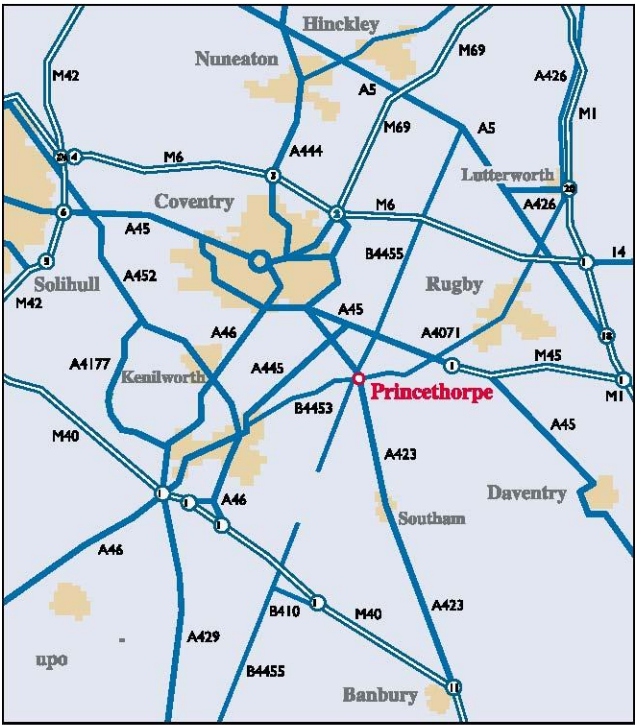 Hinckley
M69
Nuneaton
M42
A5
A426
M1
M69
A5
M6
A444
26
4
3
Lutterworth
20
Coventry
A426
6
2
M6
A45
B4455
1
14
3
Solihull
A452
Rugby
M42
A46
A45
A4071
18
A4177
A445
1
M45
Kenilworth
1
Princethorpe
M1
B4453
M40
A45
A423
1
1
A46
Daventry
1
Southam
A46
1
B410
M40
A423
A429
upo
B4455
11
Banbury